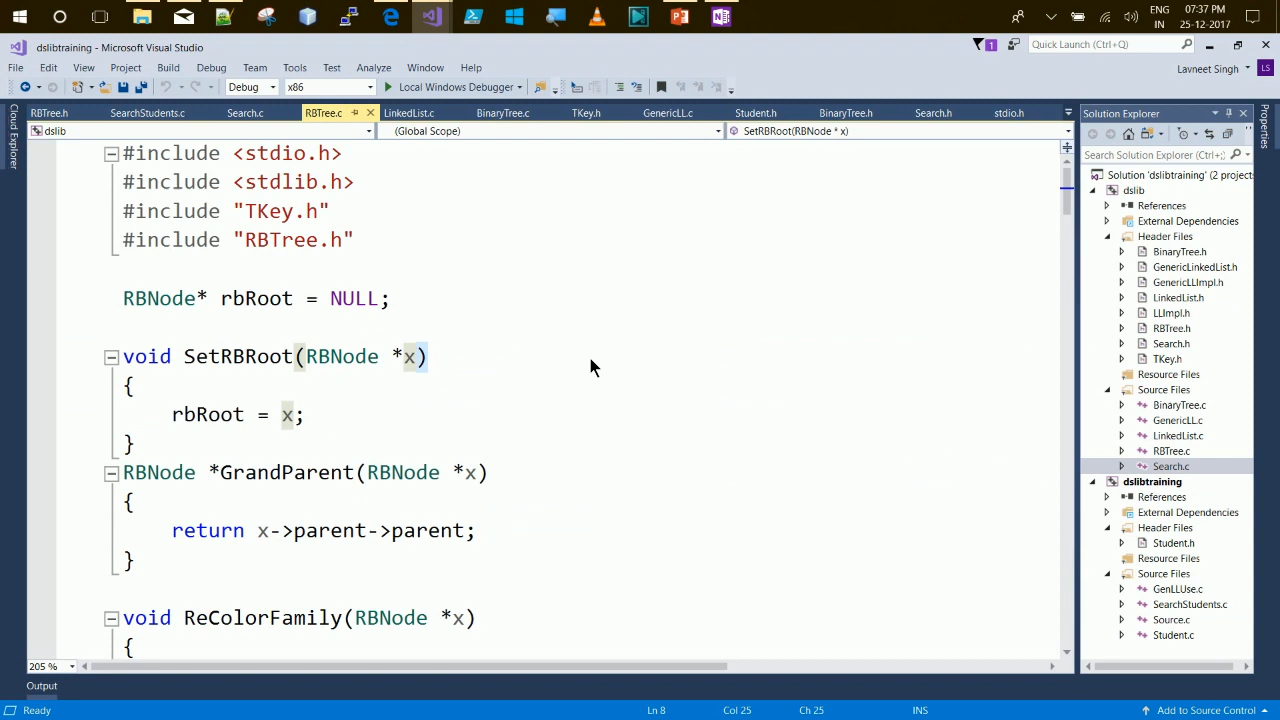 07:37 PM
ENG
IN
25-12-2017
dslibtraining - Microsoft Visual Studio
1
Quick Launch (Ctrl+Q)
File Edit View Project Build Debug Team Tools Test Analyze Window Help
Lavneet Singh LS
Debug x86 Local Windows Debugger
RBTree.h SearchStudents.c Search.c RBTree.c LinkedList.c BinaryTree.c TKey.h GenericLL.c Student.h BinaryTree.h Search.h stdio.h
Cloud Explorer
dslib (Global Scope) SetRBRoot(RBNode * x)
#include <stdio.h>
#include <stdlib.h>
#include "TKey.h"
#include "RBTree.h"
RBNode* rbRoot = NULL;
void SetRBRoot(RBNode *x)
{
rbRoot = x;
}
RBNode *GrandParent(RBNode *x)
{
return x->parent->parent;
}
void ReColorFamily(RBNode *x)
{
205 %
Solution Explorer
Search Solution Explorer (Ctrl+;)
Solution 'dslibtraining' (2 project
dslib
References
External Dependencies
Header Files
BinaryTree.h
GenericLinkedList.h
GenericLLImpl.h
LinkedList.h
LLImpl.h
RBTree.h
Search.h
TKey.h
Resource Files
Source Files
BinaryTree.c
GenericLL.c
LinkedList.c
RBTree.c
Search.c
dslibtraining
References
External Dependencies
Header Files
Student.h
Resource Files
Source Files
GenLLUse.c
SearchStudents.c
Source.c
Student.c
Properties
Output
Ready Ln 8 Col 25 Ch 25 INS Add to Source Control